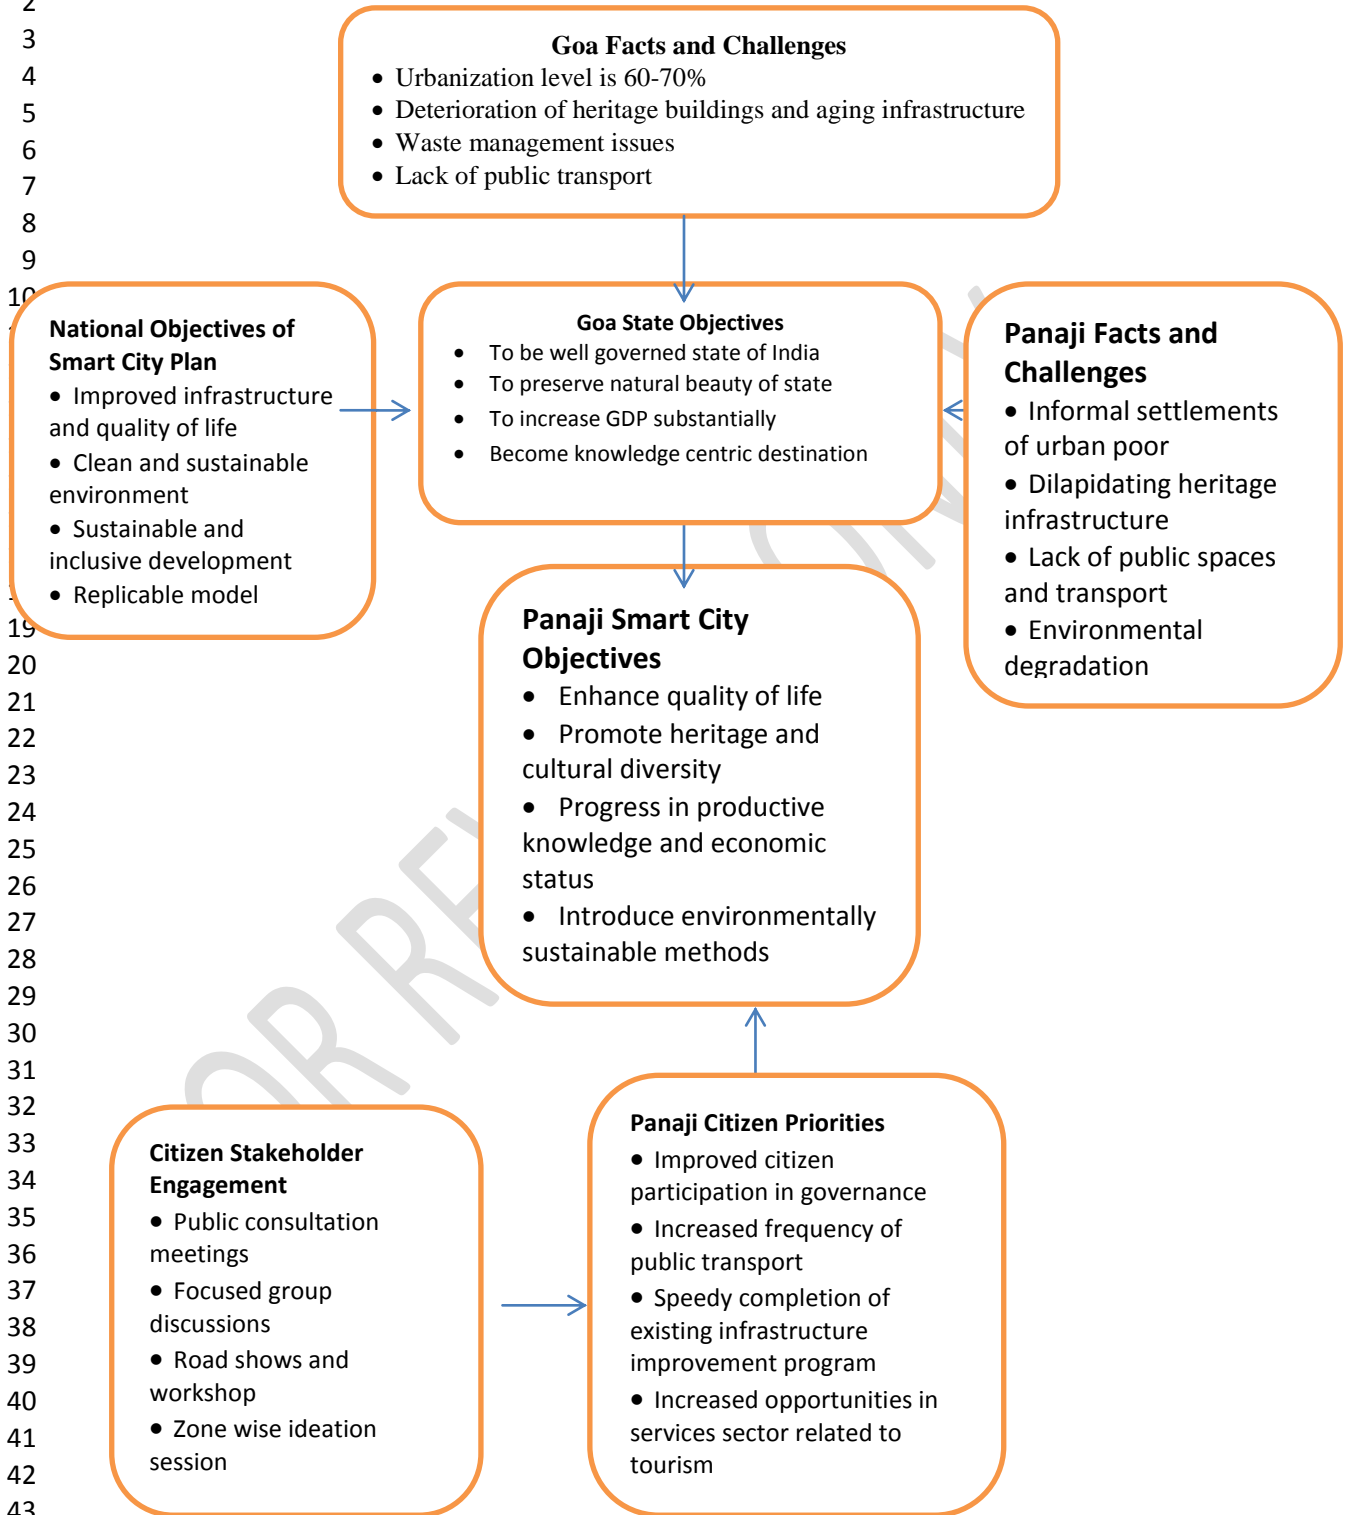 2
3
4
5
6
7
8
9
10
19
20
21
22
23
24
25
26
27
28
29
30
31
32
33
34
35
36
37
38
39
40
41
42
43
Goa Facts and Challenges
• Urbanization level is 60-70%
• Deterioration of heritage buildings and aging infrastructure
• Waste management issues
• Lack of public transport
National Objectives of
Smart City Plan
• Improved infrastructure
and quality of life
• Clean and sustainable
environment
• Sustainable and
inclusive development
• Replicable model
Goa State Objectives
• To be well governed state of India
• To preserve natural beauty of state
• To increase GDP substantially
• Become knowledge centric destination
Panaji Facts and
Challenges
• Informal settlements
of urban poor
• Dilapidating heritage
infrastructure
• Lack of public spaces
and transport
• Environmental
degradation
Panaji Smart City
Objectives
• Enhance quality of life
• Promote heritage and
cultural diversity
• Progress in productive
knowledge and economic
status
• Introduce environmentally
sustainable methods
Citizen Stakeholder
Engagement
• Public consultation
meetings
• Focused group
discussions
• Road shows and
workshop
• Zone wise ideation
session
Panaji Citizen Priorities
• Improved citizen
participation in governance
• Increased frequency of
public transport
• Speedy completion of
existing infrastructure
improvement program
• Increased opportunities in
services sector related to
tourism